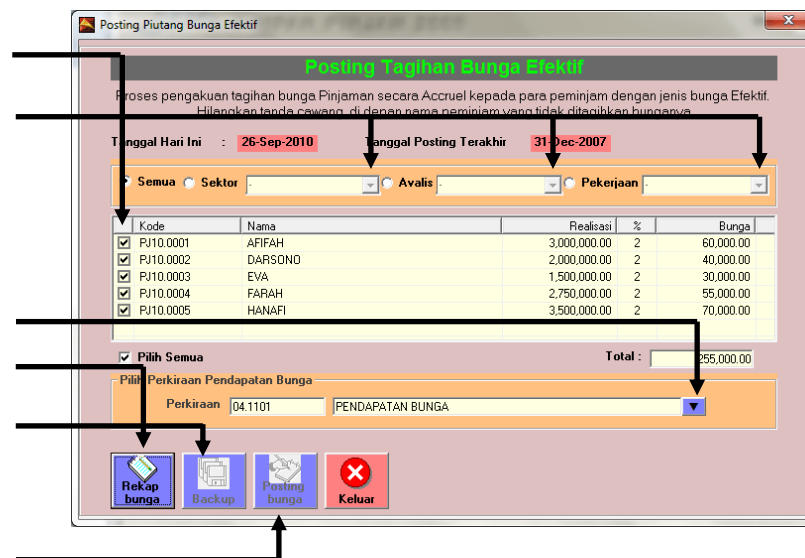 Posting Piutang Bunga Efektif
Posting Tagihan Bunga Efektif
Proses pengakuan tagihan bunga Pinjaman secara Accruel kepada para peminjam dengan jenis bunga Efektif.
Hilangkan tanda cawang, di depan nama peminjam yang tidak ditagihkan bunganya
Tanggal Hari Ini : 26-Sep-2010 Tanggal Posting Terakhir 31-Dec-2007
Semua Sektor - Avalis - Pekerjaan -
Kode Nama Realisasi % Bunga
PJ10.0001 AFIFAH 3,000,000.00 2 60,000.00
PJ10.0002 DARSONO 2,000,000.00 2 40,000.00
PJ10.0003 EVA 1,500,000.00 2 30,000.00
PJ10.0004 FARAH 2,750,000.00 2 55,000.00
PJ10.0005 HANAFI 3,500,000.00 2 70,000.00
Pilih Semua Total : 255,000.00
Pilih Perkiraan Pendapatan Bunga
Perkiraan 04.1101 PENDAPATAN BUNGA
Rekap bunga
Backup
Posting bunga
Keluar